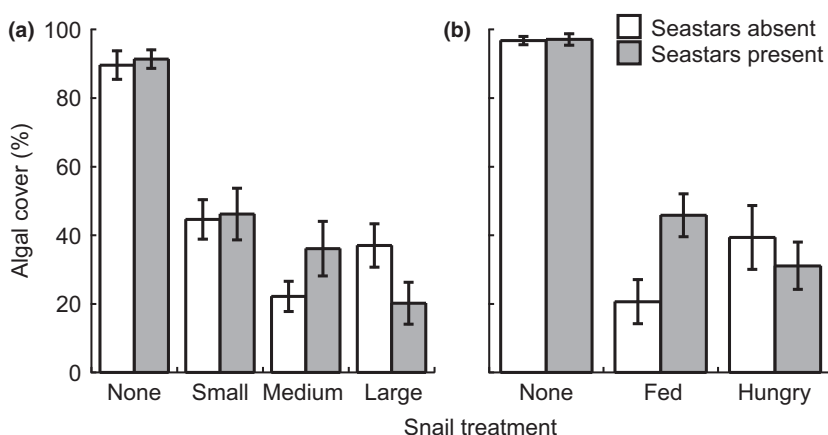 (a)
(b)
Seastars absent
Seastars present
Algal cover (%)
100
80
60
40
20
0
None Small Medium Large
None Fed Hungry
Snail treatment